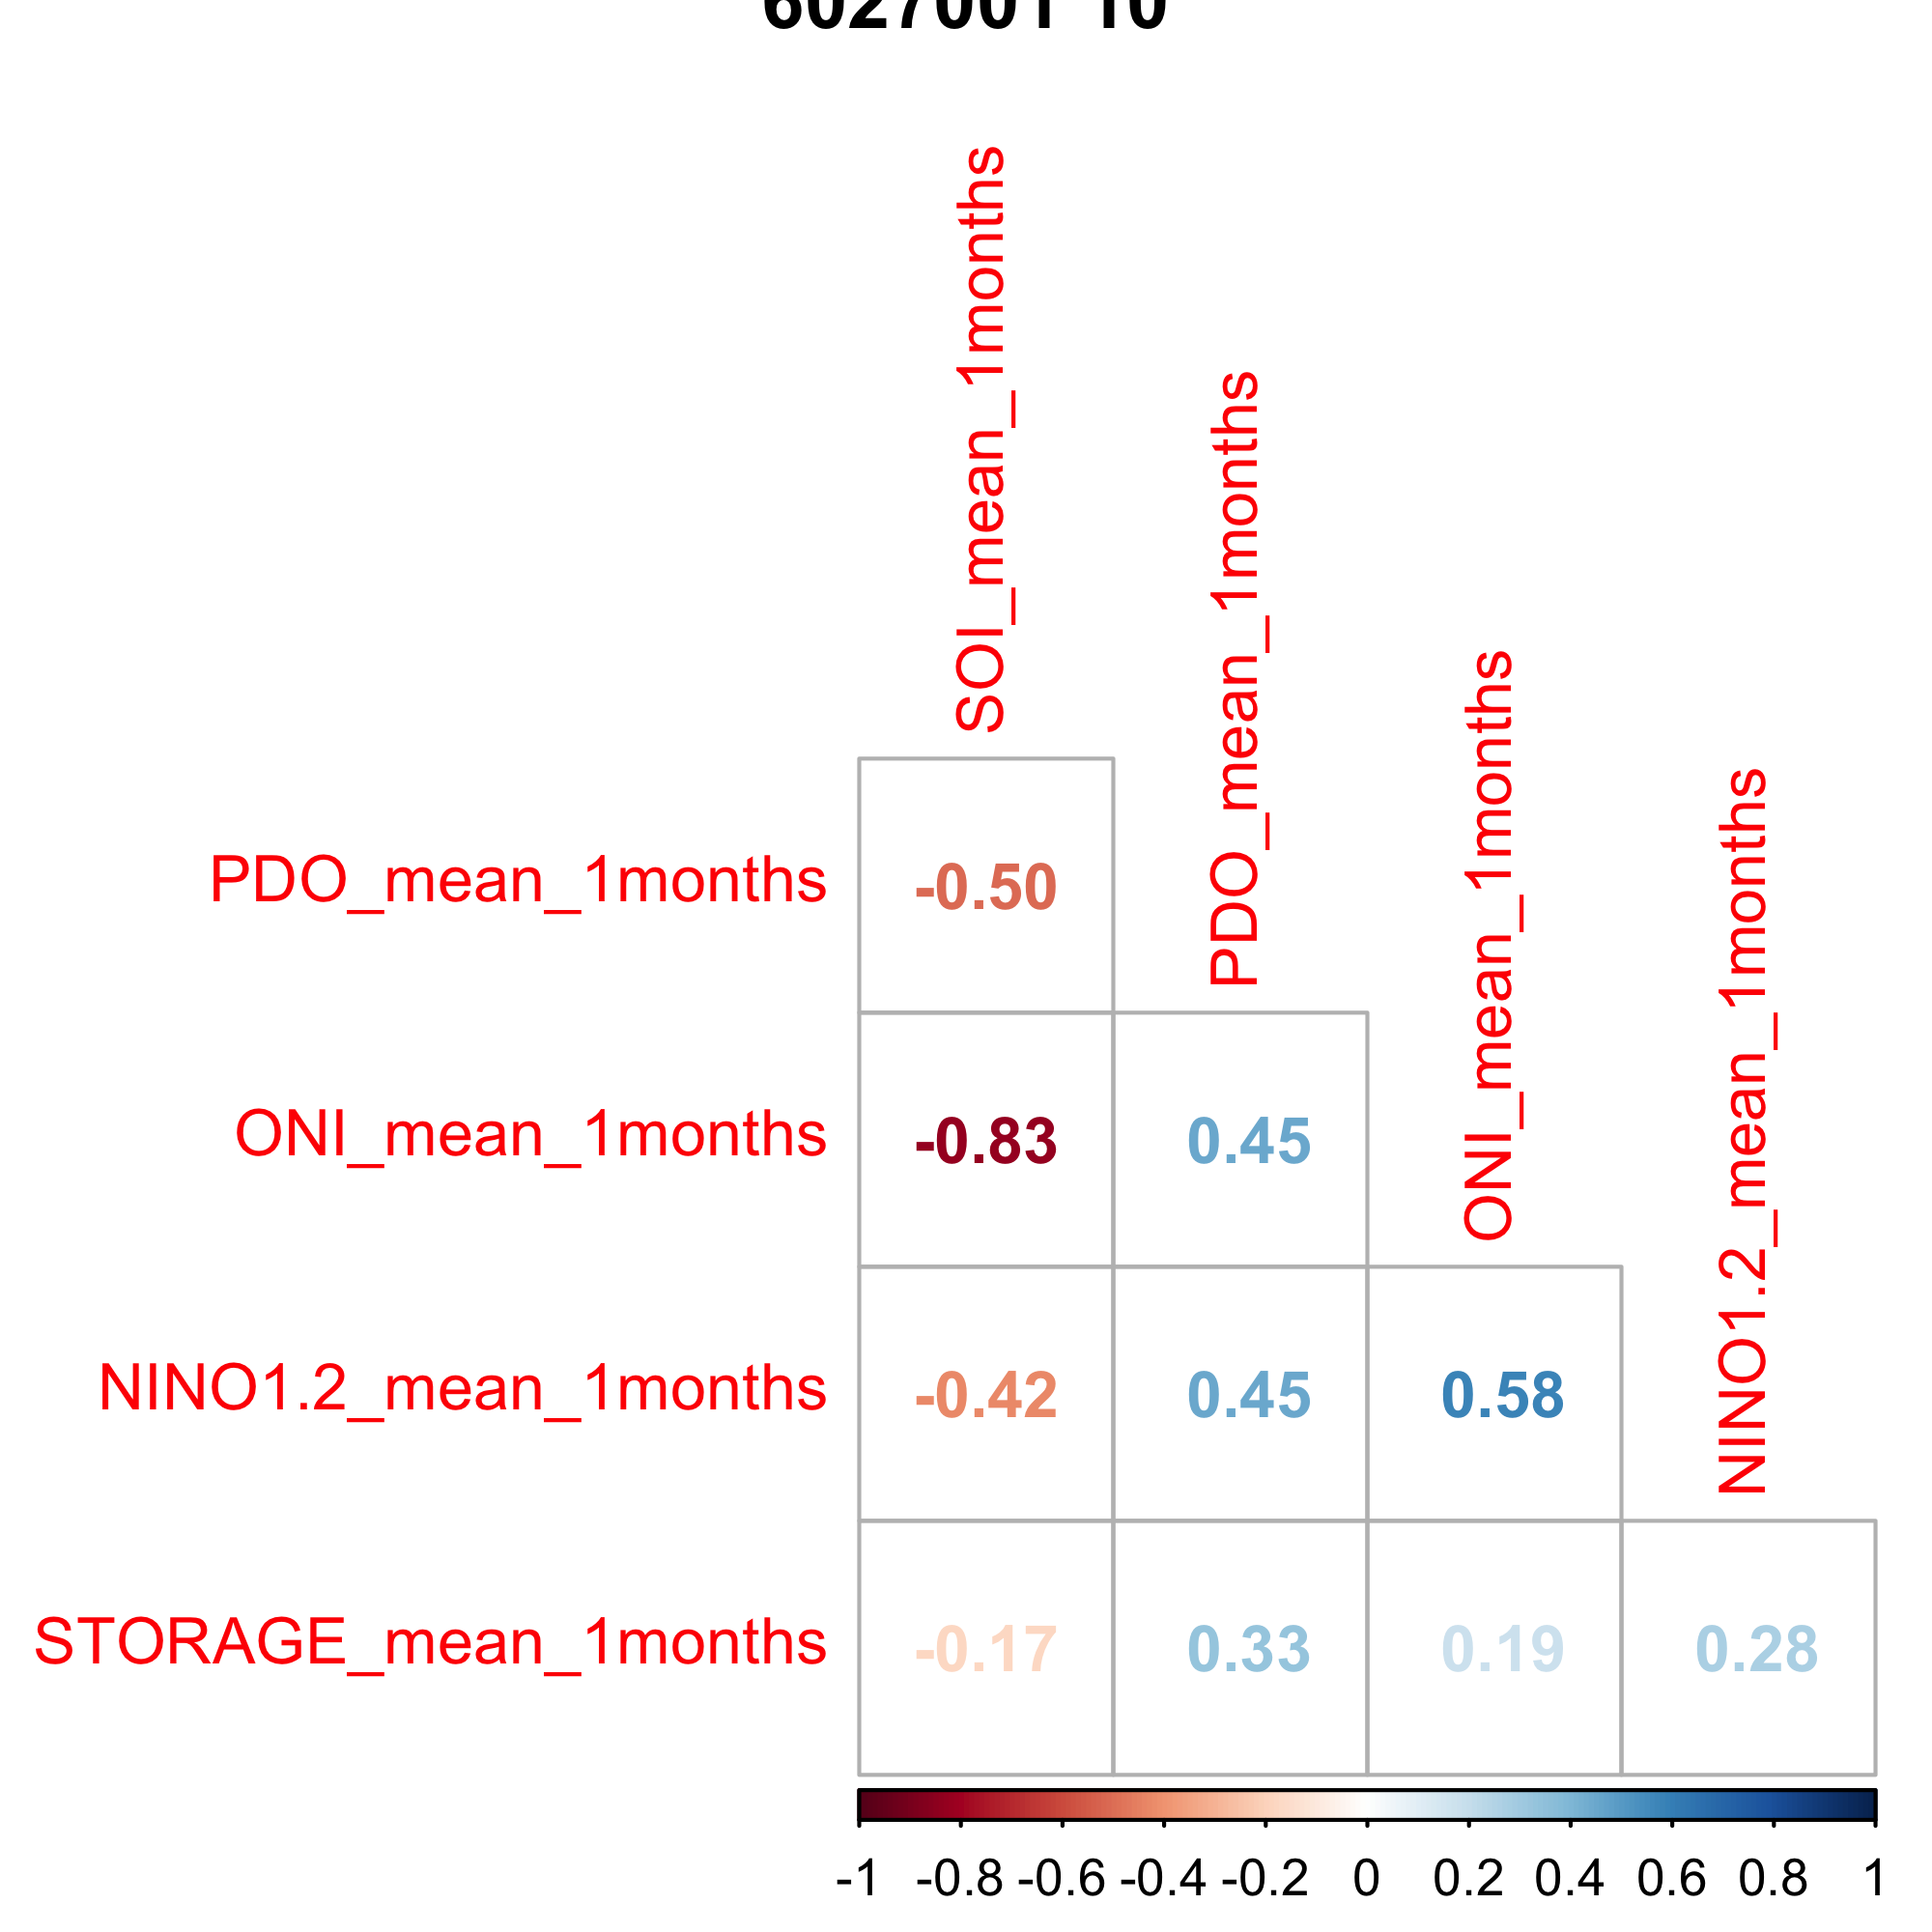 6027001 10
SOI_mean_1months
PDO_mean_1months
ONI_mean_1months
NINO1.2_mean_1months
PDO_mean_1months -0.50
ONI_mean_1months -0.83 0.45
NINO1.2_mean_1months -0.42 0.45 0.58
STORAGE_mean_1months -0.17 0.33 0.19 0.28
-1 -0.8 -0.6 -0.4 -0.2 0 0.2 0.4 0.6 0.8 1